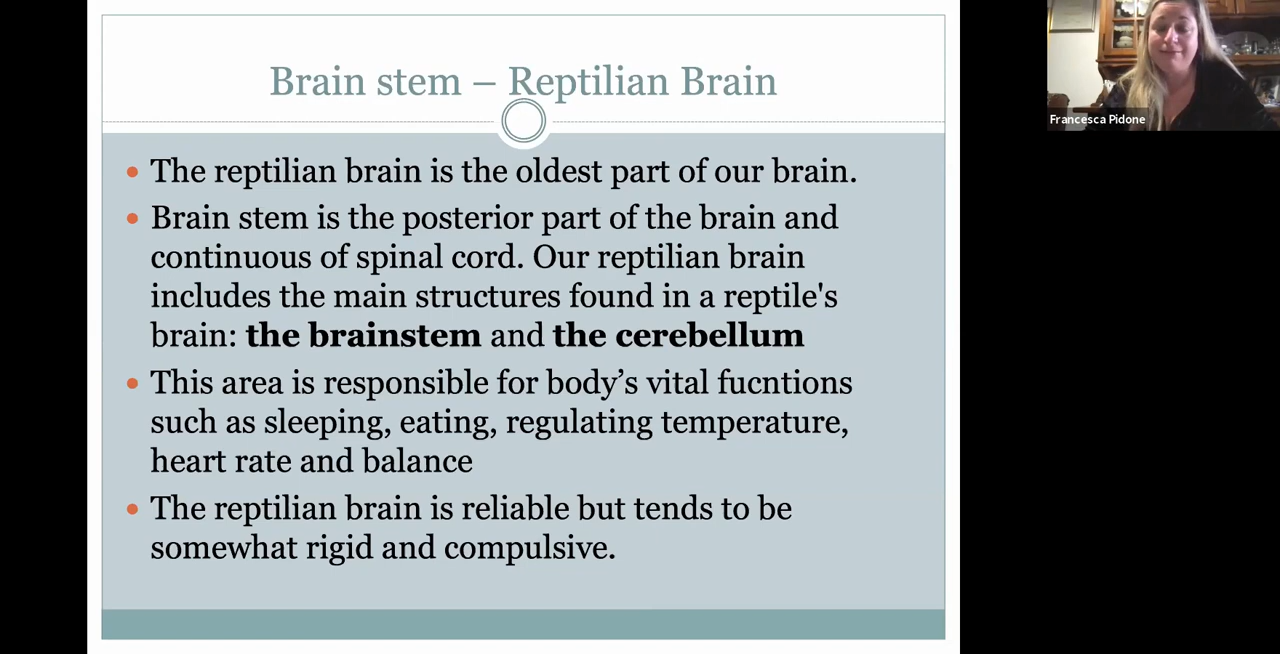 Brain stem – Reptilian Brain
• The reptilian brain is the oldest part of our brain.
• Brain stem is the posterior part of the brain and
continuous of spinal cord. Our reptilian brain
includes the main structures found in a reptile's
brain: the brainstem and the cerebellum
• This area is responsible for body’s vital fucntions
such as sleeping, eating, regulating temperature,
heart rate and balance
• The reptilian brain is reliable but tends to be
somewhat rigid and compulsive.
Francesca Pidone